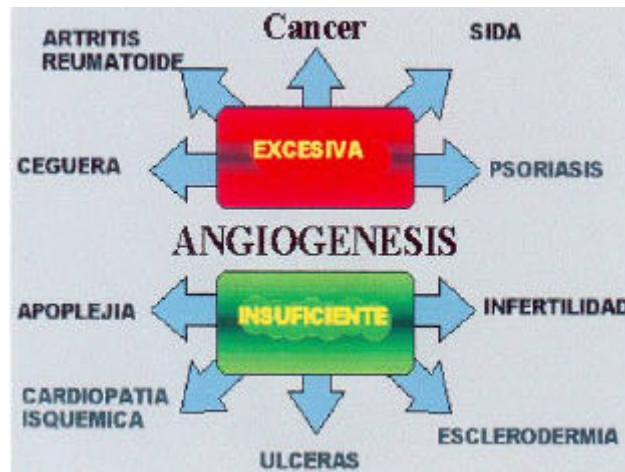 ARTRITIS
REUMATOIDE
Cancer
SIDA
EXCESIVA
CEGUERA
PSORIASIS
ANGIOGENESIS
APOPLEJIA
INSUFICIENTE
INFERTILIDAD
CARDIOPATIA
ISQUEMICA
ULCERAS
ESCLERODERMIA